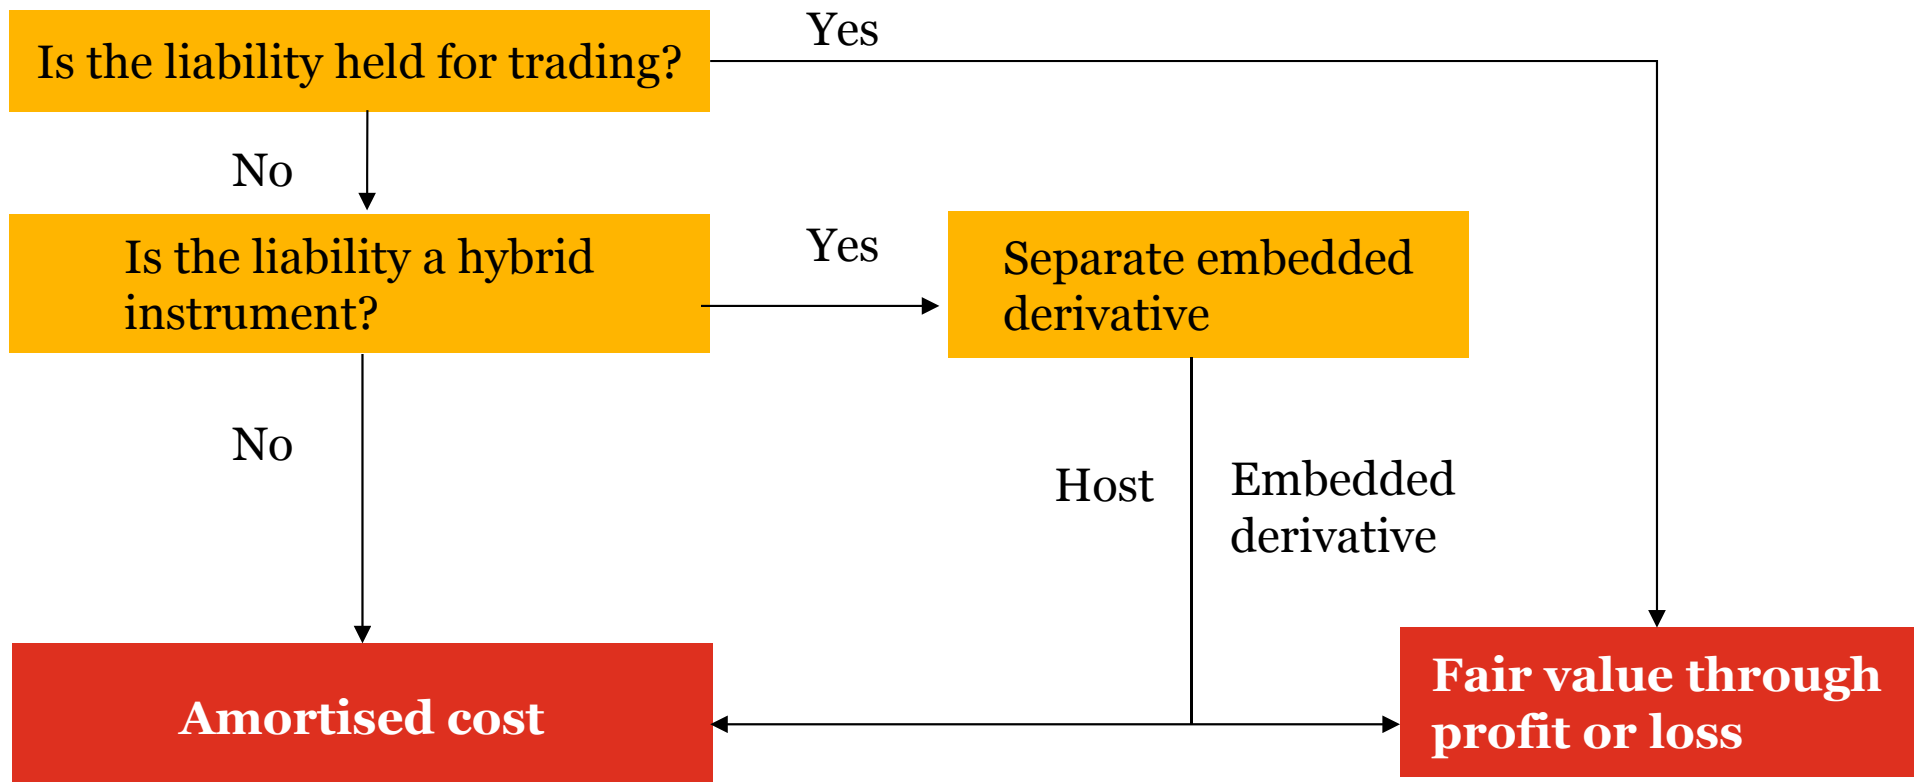 Is the liability held for trading?
Yes
No
Is the liability a hybrid
instrument?
Yes
Separate embedded
derivative
No
Host
Embedded
derivative
Amortised cost
Fair value through
profit or loss